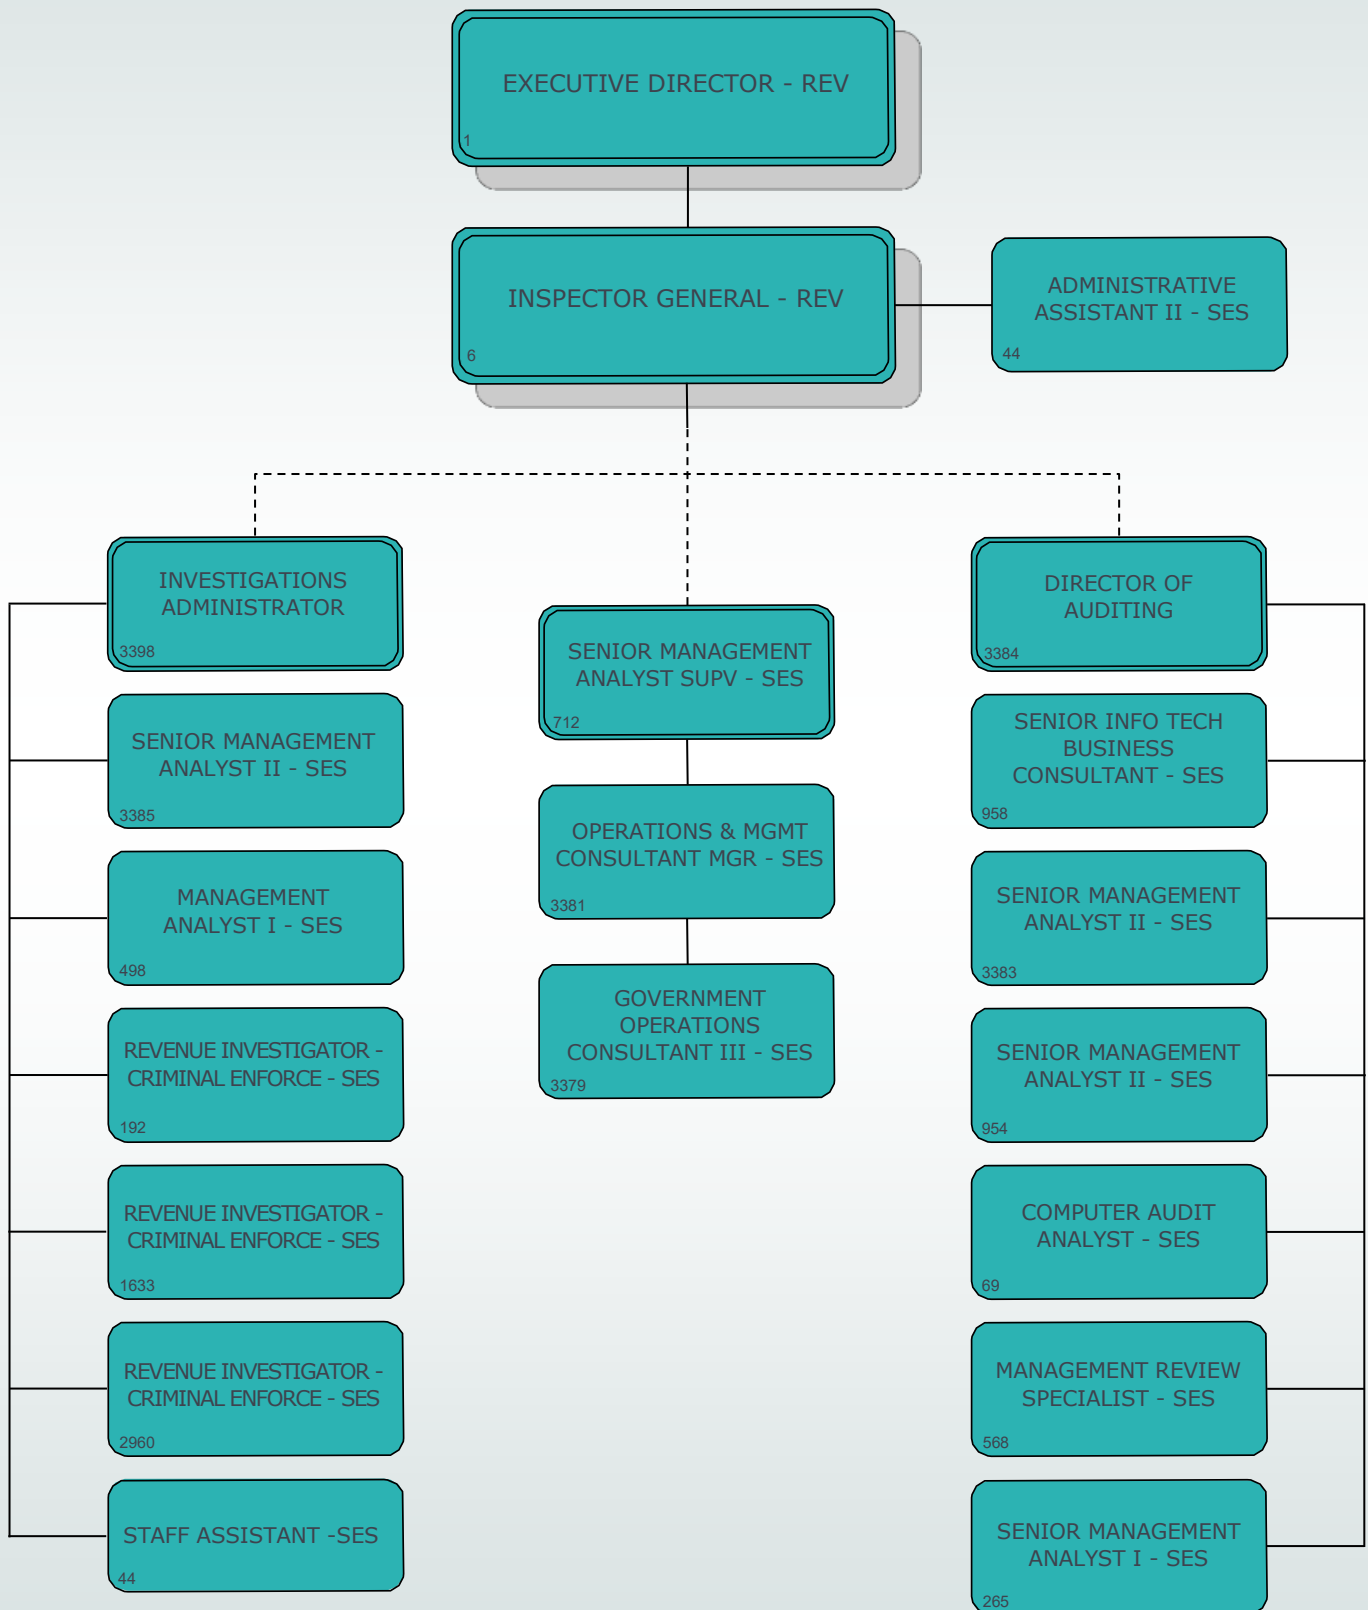 EXECUTIVE DIRECTOR - REV
1
INSPECTOR GENERAL - REV
6
ADMINISTRATIVE
ASSISTANT II - SES
44
INVESTIGATIONS
ADMINISTRATOR
3398
SENIOR MANAGEMENT
ANALYST II - SES
3385
MANAGEMENT
ANALYST I - SES
498
REVENUE INVESTIGATOR -
CRIMINAL ENFORCE - SES
192
REVENUE INVESTIGATOR -
CRIMINAL ENFORCE - SES
1633
REVENUE INVESTIGATOR -
CRIMINAL ENFORCE - SES
2960
STAFF ASSISTANT -SES
44
SENIOR MANAGEMENT
ANALYST SUPV - SES
712
OPERATIONS & MGMT
CONSULTANT MGR - SES
3381
GOVERNMENT
OPERATIONS
CONSULTANT III - SES
3379
DIRECTOR OF
AUDITING
3384
SENIOR INFO TECH
BUSINESS
CONSULTANT - SES
958
SENIOR MANAGEMENT
ANALYST II - SES
3383
SENIOR MANAGEMENT
ANALYST II - SES
954
COMPUTER AUDIT
ANALYST - SES
69
MANAGEMENT REVIEW
SPECIALIST - SES
568
SENIOR MANAGEMENT
ANALYST I - SES
265